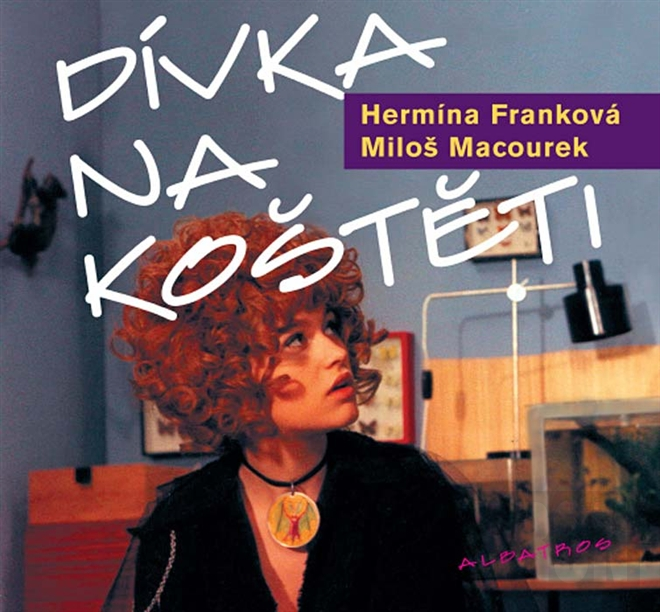 DÍVKA
NA
KOŠTĚTI
Hermína Franková
Miloš Macourek
ALBATROS